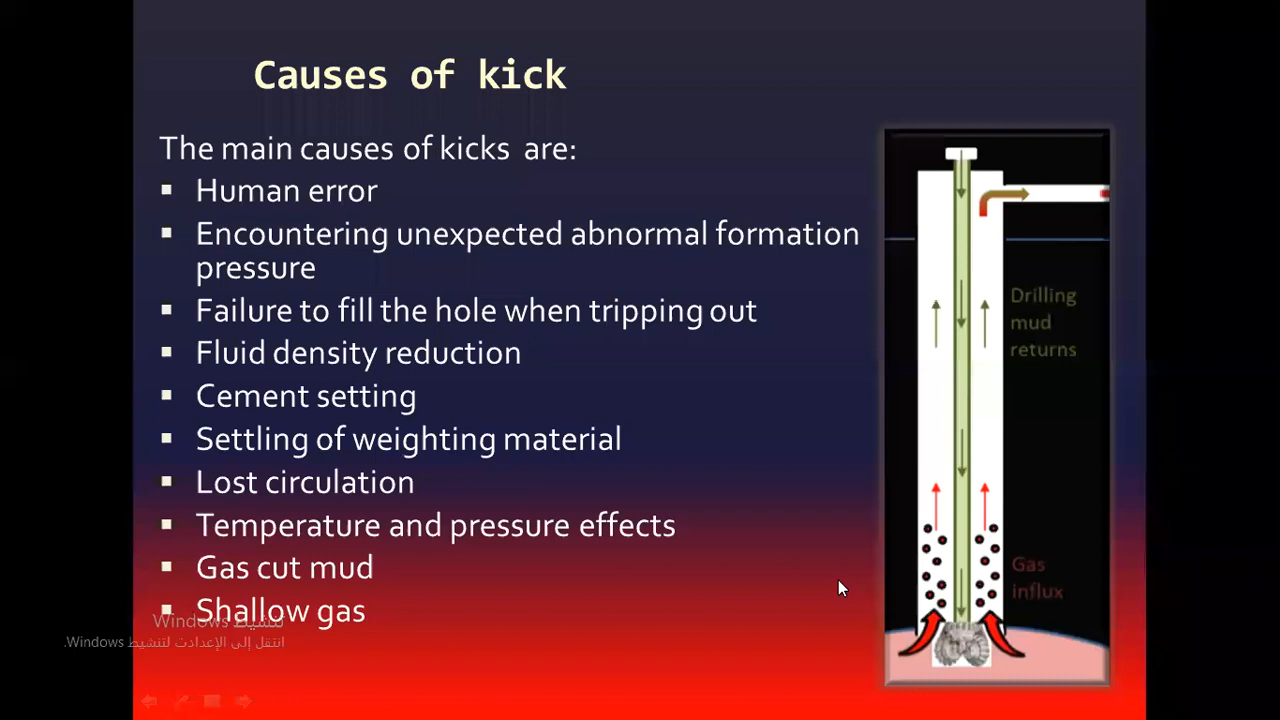 Causes of kick
The main causes of kicks are:
▪ Human error
▪ Encountering unexpected abnormal formation
pressure
▪ Failure to fill the hole when tripping out
▪ Fluid density reduction
▪ Cement setting
▪ Settling of weighting material
▪ Lost circulation
▪ Temperature and pressure effects
▪ Gas cut mud
▪ Shallow gas
Drilling
mud
returns
Gas
influx
تنشيط Windows
انتقل إلى الإعدادت لتنشيط Windows.